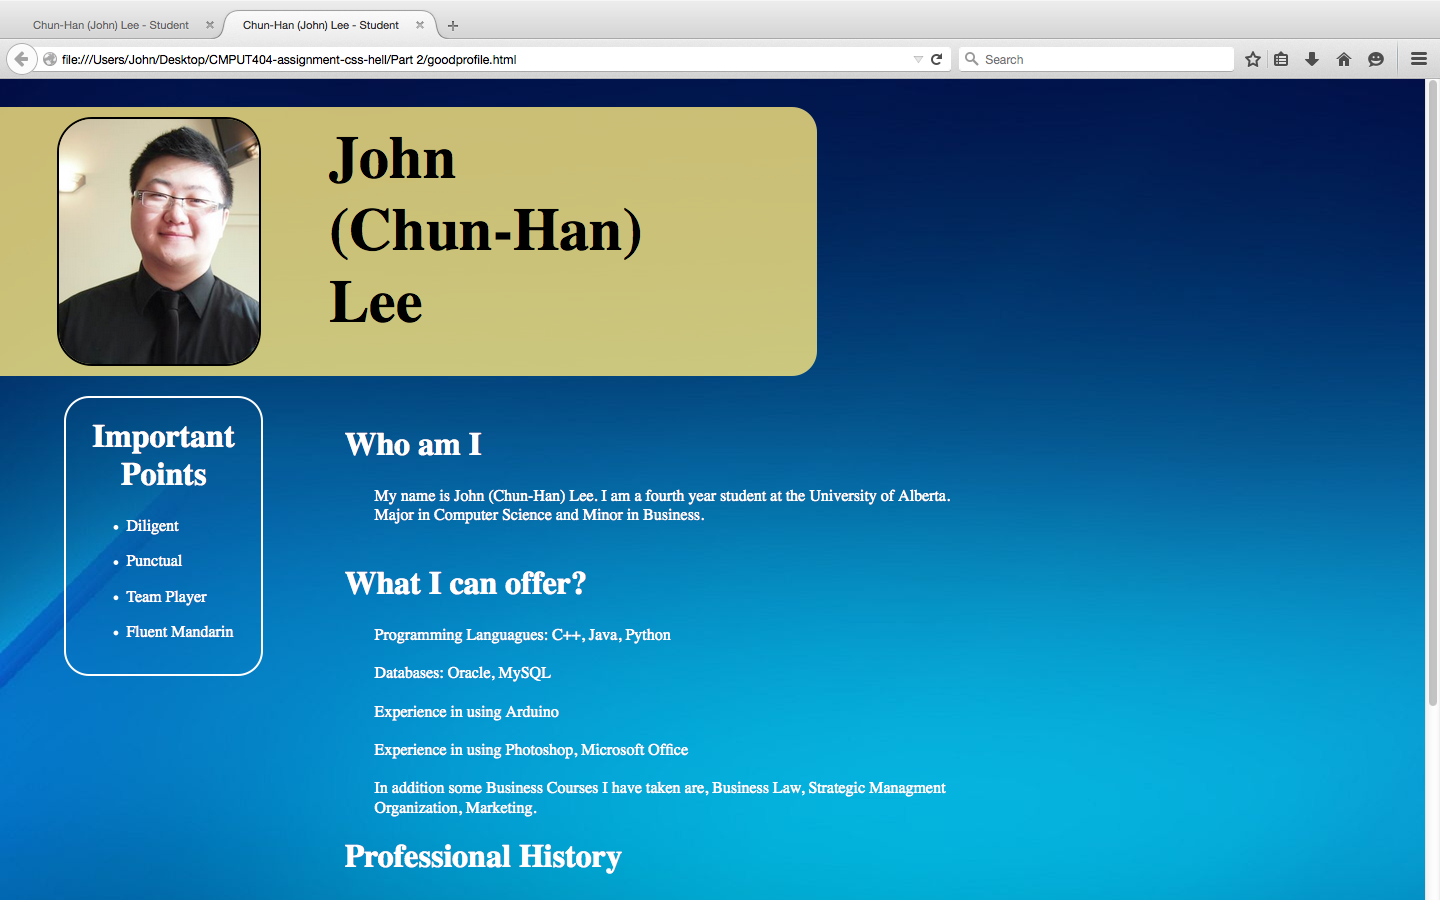 Chun-Han (John) Lee - Student
Chun-Han (John) Lee - Student
file:///Users/John/Desktop/CMPUT404-assignment-css-hell/Part 2/goodprofile.html
Search
John
(Chun-Han)
Lee
Important
Points
• Diligent
• Punctual
• Team Player
• Fluent Mandarin
Who am I
My name is John (Chun-Han) Lee. I am a fourth year student at the University of Alberta.
Major in Computer Science and Minor in Business.
What I can offer?
Programming Languagues: C++, Java, Python
Databases: Oracle, MySQL
Experience in using Arduino
Experience in using Photoshop, Microsoft Office
In addition some Business Courses I have taken are, Business Law, Strategic Managment
Organization, Marketing.
Professional History